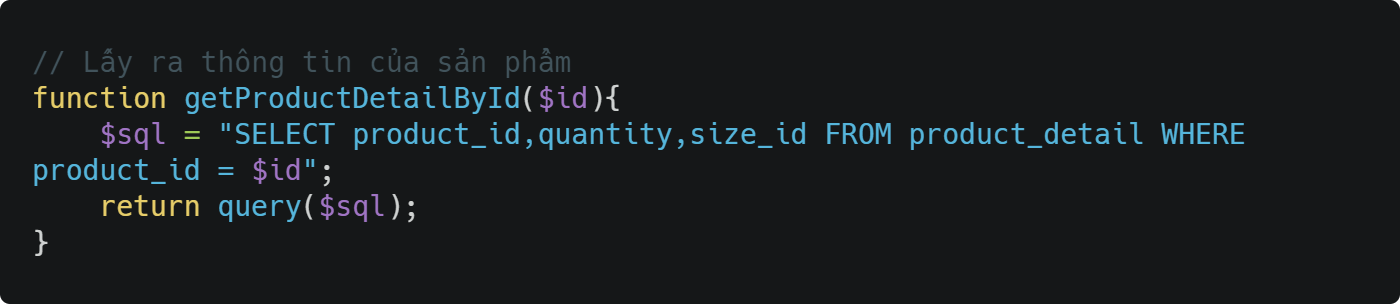 // Lấy ra thông tin của sản phẩm
function getProductDetailById($id){
    $sql = "SELECT product_id,quantity,size_id FROM product_detail WHERE
product_id = $id";
    return query($sql);
}